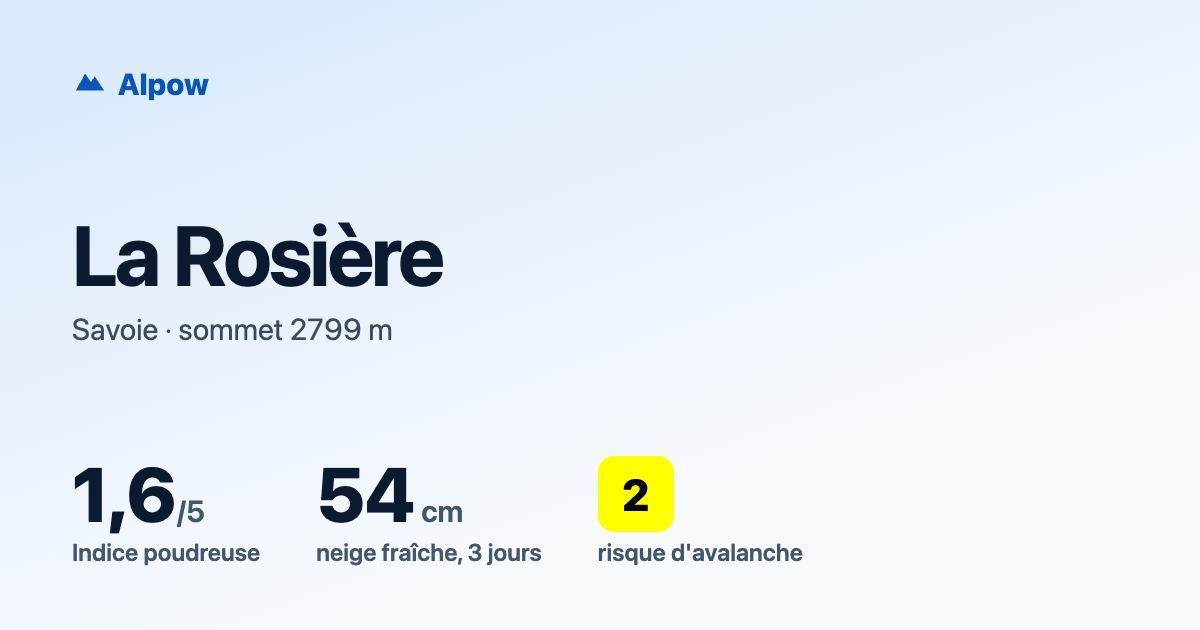 Alpow
La Rosière
Savoie · sommet 2799 m
1,6/5
Indice poudreuse
54 cm
neige fraîche, 3 jours
2
risque d'avalanche